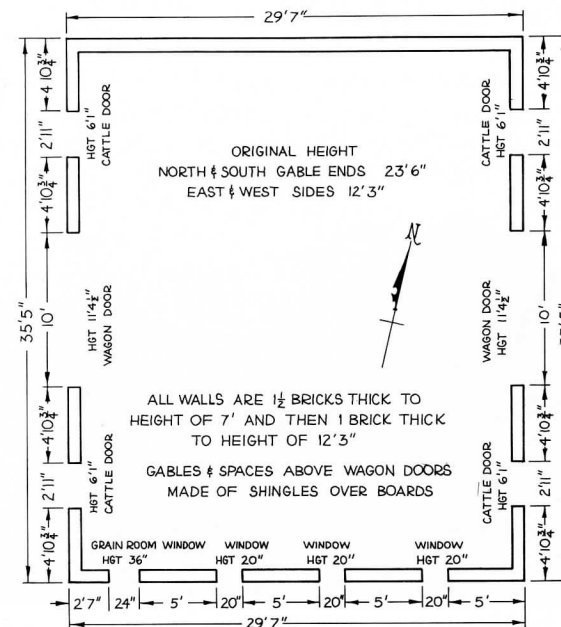 29'7"
4'10¾"
CATTLE DOOR
HGT 6'1"
2'11"
4'10¾"
10'
WAGON DOOR
HGT 11'4½"
35'5"
4'10¾"
CATTLE DOOR
HGT 6'1"
2'11"
4'10¾"
ORIGINAL HEIGHT
NORTH & SOUTH GABLE ENDS 23'6"
EAST & WEST SIDES 12'3"
N
ALL WALLS ARE 1½ BRICKS THICK TO
HEIGHT OF 7' AND THEN 1 BRICK THICK
TO HEIGHT OF 12'3"
GABLES & SPACES ABOVE WAGON DOORS
MADE OF SHINGLES OVER BOARDS
4'10¾"
CATTLE DOOR
HGT 6'1"
2'11"
4'10¾"
10'
WAGON DOOR
HGT 11'4½"
4'10¾"
CATTLE DOOR
HGT 6'1"
2'11"
4'10¾"
GRAIN ROOM WINDOW WINDOW WINDOW WINDOW
HGT 36" HGT 20" HGT 20" HGT 20"
2'7" 24" 5' 20" 5' 20" 5' 20" 5'
29'7"